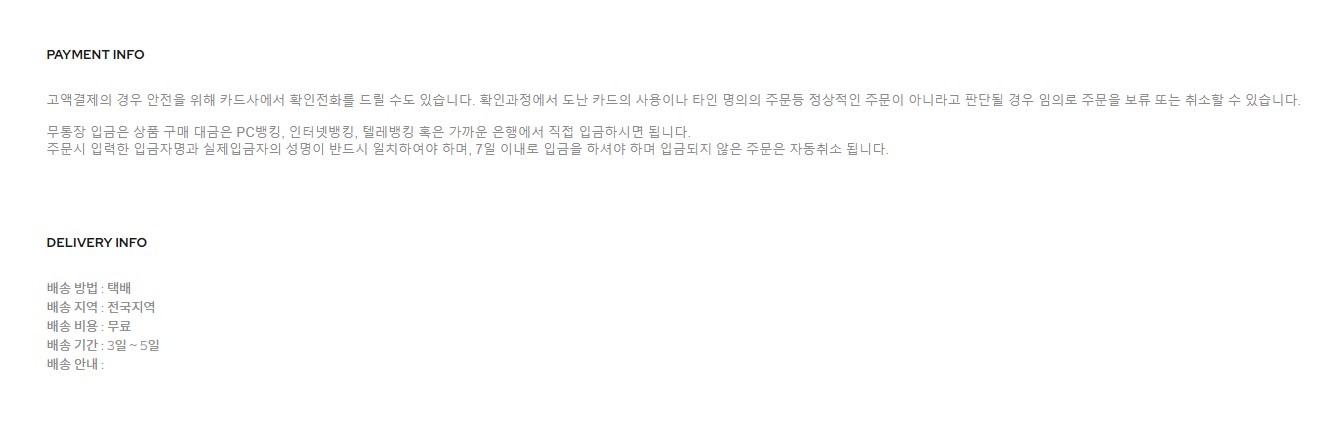 PAYMENT INFO
고액결제의 경우 안전을 위해 카드사에서 확인전화를 드릴 수도 있습니다. 확인과정에서 도난 카드의 사용이나 타인 명의의 주문등 정상적인 주문이 아니라고 판단될 경우 임의로 주문을 보류 또는 취소할 수 있습니다.
무통장 입금은 상품 구매 대금은 PC뱅킹, 인터넷뱅킹, 텔레뱅킹 혹은 가까운 은행에서 직접 입금하시면 됩니다.
주문시 입력한 입금자명과 실제입금자의 성명이 반드시 일치하여야 하며, 7일 이내로 입금을 하셔야 하며 입금되지 않은 주문은 자동취소 됩니다.
DELIVERY INFO
배송 방법 : 택배
배송 지역 : 전국지역
배송 비용 : 무료
배송 기간 : 3일 ~ 5일
배송 안내 :